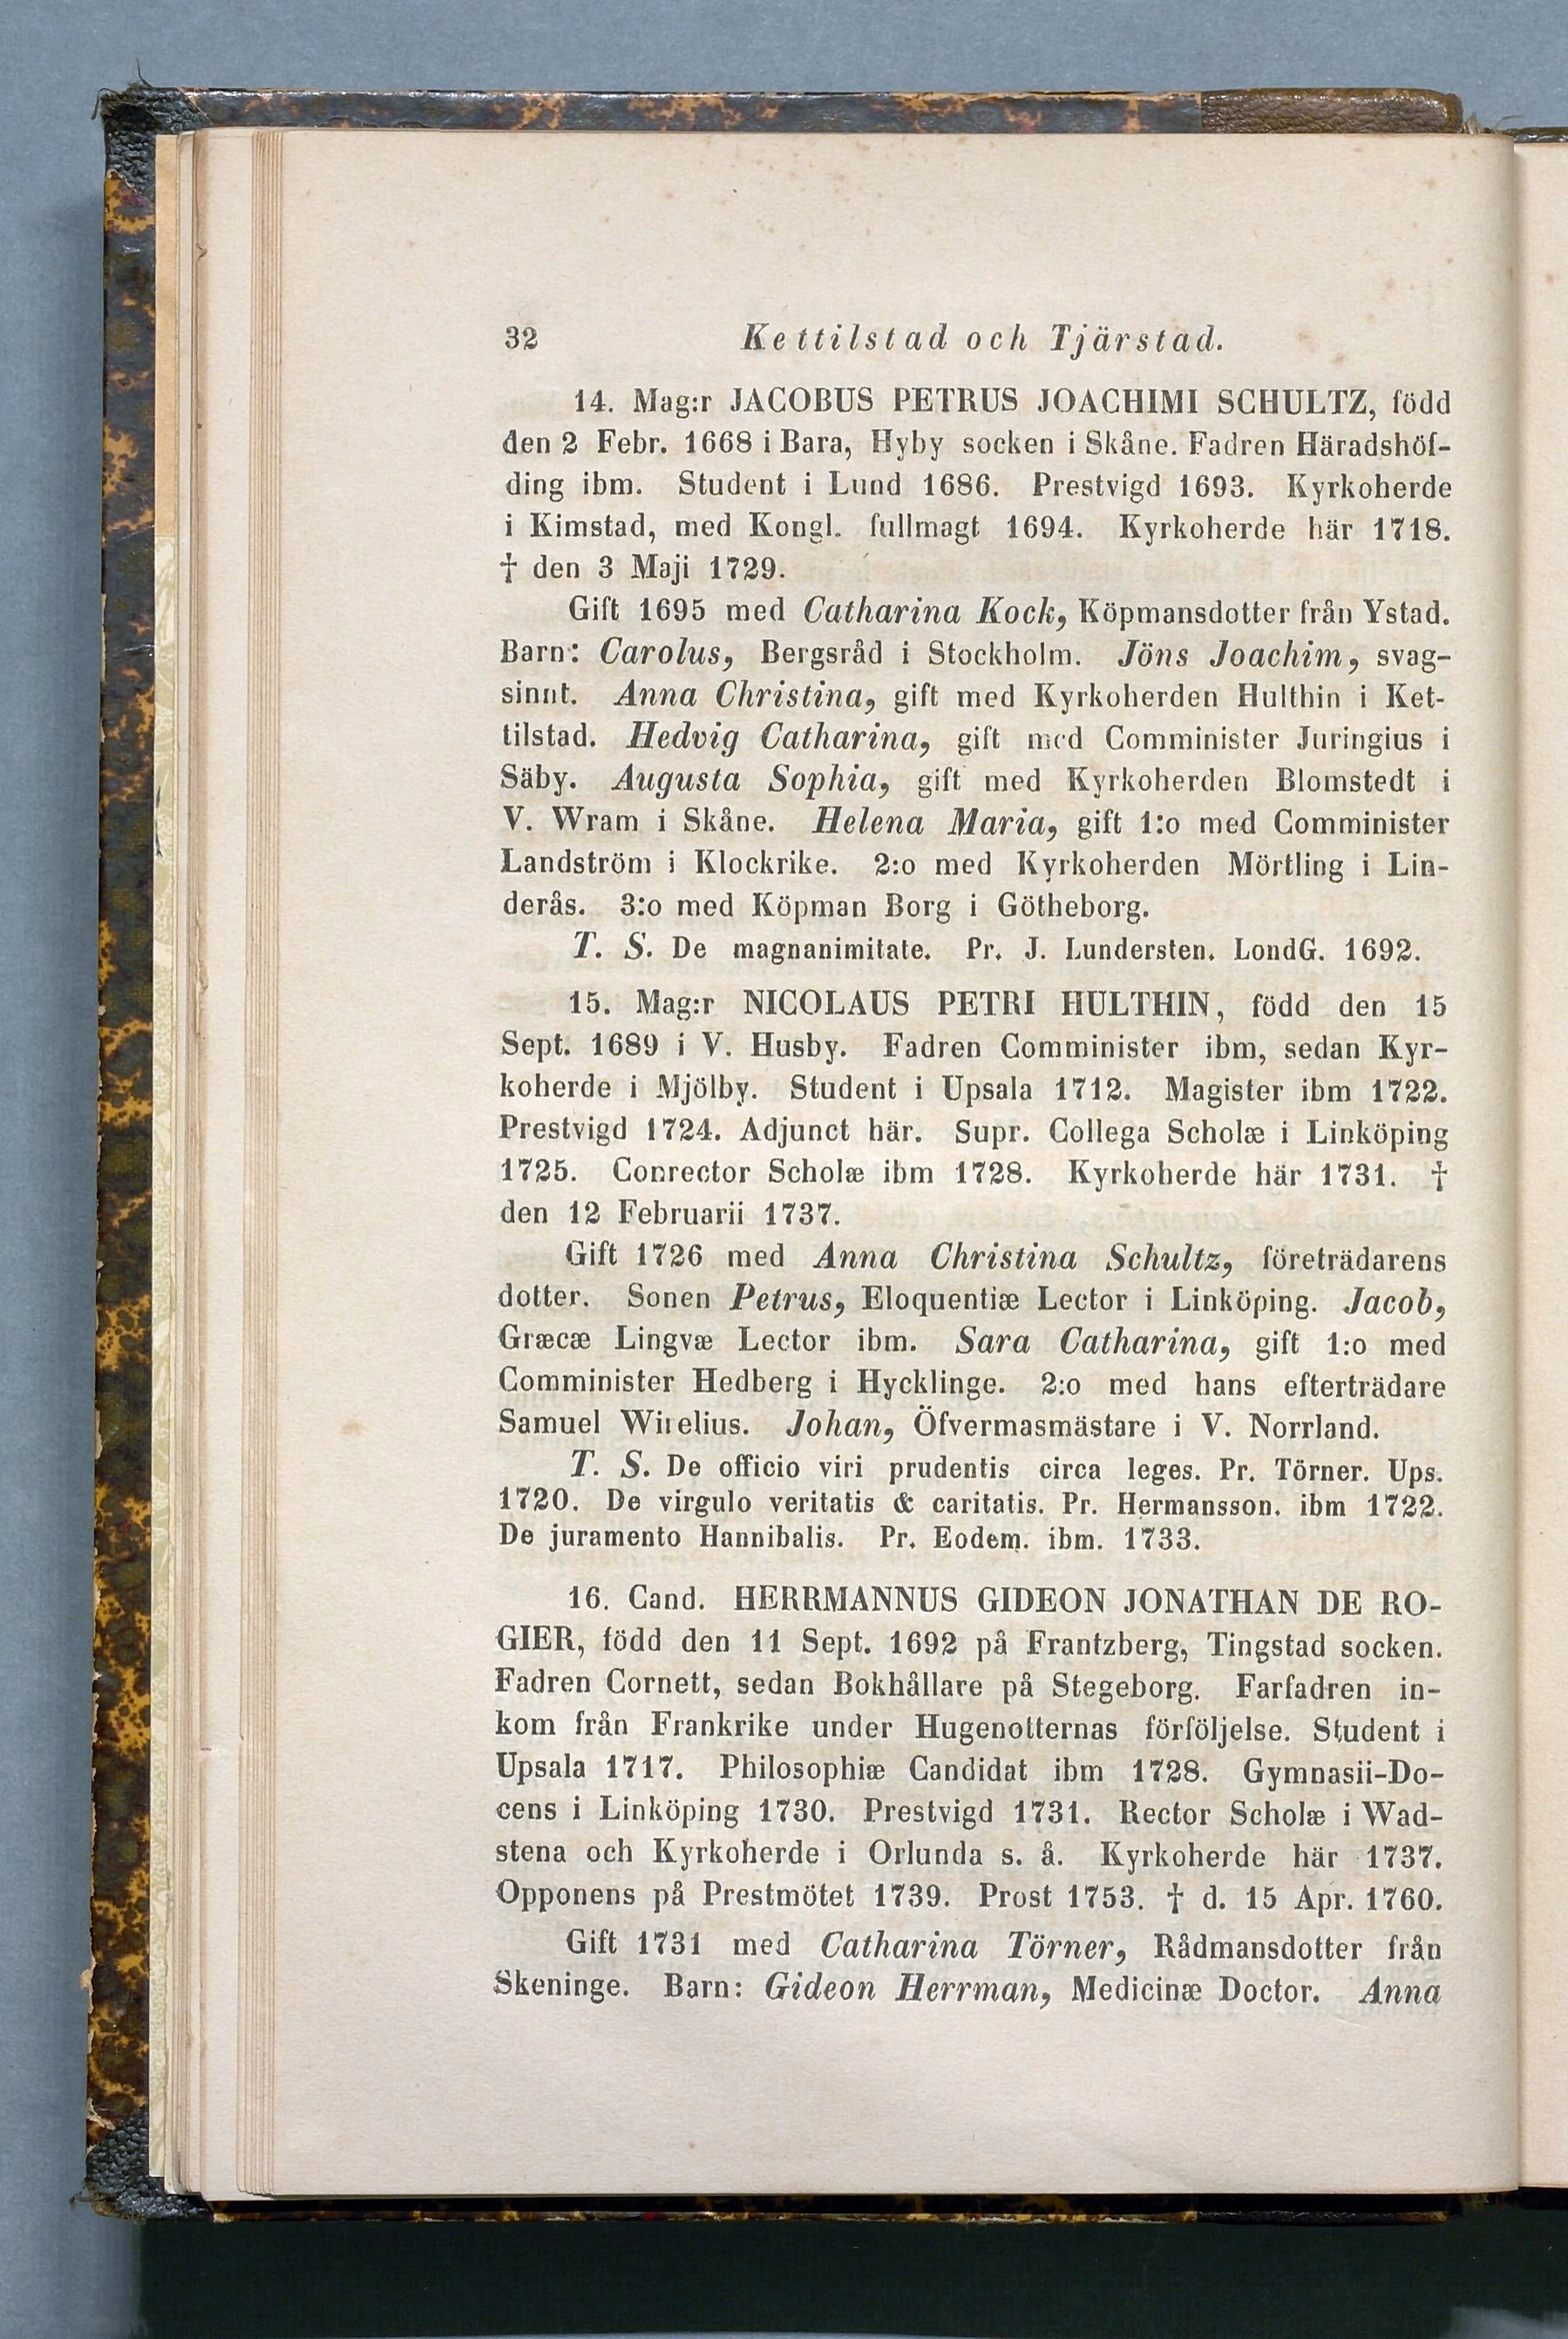 32 Kettilstad och Tjärstad.
14. Mag:r JACOBUS PETRUS JOACHIMI SCHULTZ, född
den 2 Febr. 1668 i Bara, Hyby socken i Skåne. Fadren Häradshöf-
ding ibm. Student i Lund 1686. Prestvigd 1693. Kyrkoherde
i Kimstad, med Kongl. fullmagt 1694. Kyrkoherde här 1718.
† den 3 Maji 1729.
Gift 1695 med Catharina Kock, Köpmansdotter från Ystad.
Barn: Carolus, Bergsråd i Stockholm. Jöns Joachim, svag-
sinnt. Anna Christina, gift med Kyrkoherden Hulthin i Ket-
tilstad. Hedvig Catharina, gift med Comminister Juringius i
Säby. Augusta Sophia, gift med Kyrkoherden Blomstedt i
V. Wram i Skåne. Helena Maria, gift 1:o med Comminister
Landström i Klockrike. 2:o med Kyrkoherden Mörtling i Lin-
derås. 3:o med Köpman Borg i Götheborg.
T. S. De magnanimitate. Pr. J. Lundersten. LondG. 1692.
15. Mag:r NICOLAUS PETRI HULTHIN, född den 15
Sept. 1689 i V. Husby. Fadren Comminister ibm, sedan Kyr-
koherde i Mjölby. Student i Upsala 1712. Magister ibm 1722.
Prestvigd 1724. Adjunct här. Supr. Collega Scholæ i Linköping
1725. Conrector Scholæ ibm 1728. Kyrkoherde här 1731. †
den 12 Februarii 1737.
Gift 1726 med Anna Christina Schultz, företrädarens
dotter. Sonen Petrus, Eloquentiæ Lector i Linköping. Jacob,
Græcæ Lingvæ Lector ibm. Sara Catharina, gift 1:o med
Comminister Hedberg i Hycklinge. 2:o med hans efterträdare
Samuel Wirelius. Johan, Öfvermasmästare i V. Norrland.
T. S. De officio viri prudentis circa leges. Pr. Törner. Ups.
1720. De virgulo veritatis & caritatis. Pr. Hermansson. ibm 1722.
De juramento Hannibalis. Pr. Eodem. ibm. 1733.
16. Cand. HERRMANNUS GIDEON JONATHAN DE RO-
GIER, född den 11 Sept. 1692 på Frantzberg, Tingstad socken.
Fadren Cornett, sedan Bokhållare på Stegeborg. Farfadren in-
kom från Frankrike under Hugenotternas förföljelse. Student i
Upsala 1717. Philosophiæ Candidat ibm 1728. Gymnasii-Do-
cens i Linköping 1730. Prestvigd 1731. Rector Scholæ i Wad-
stena och Kyrkoherde i Orlunda s. å. Kyrkoherde här 1737.
Opponens på Prestmötet 1739. Prost 1753. † d. 15 Apr. 1760.
Gift 1731 med Catharina Törner, Rådmansdotter från
Skeninge. Barn: Gideon Herrman, Medicinæ Doctor. Anna